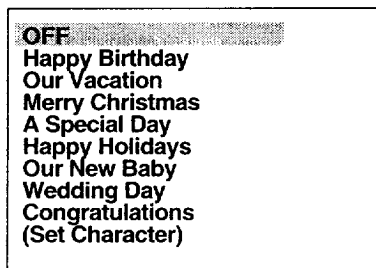 OFF
Happy Birthday
Our Vacation
Merry Christmas
A Special Day
Happy Holidays
Our New Baby
Wedding Day
Congratulations
(Set Character)